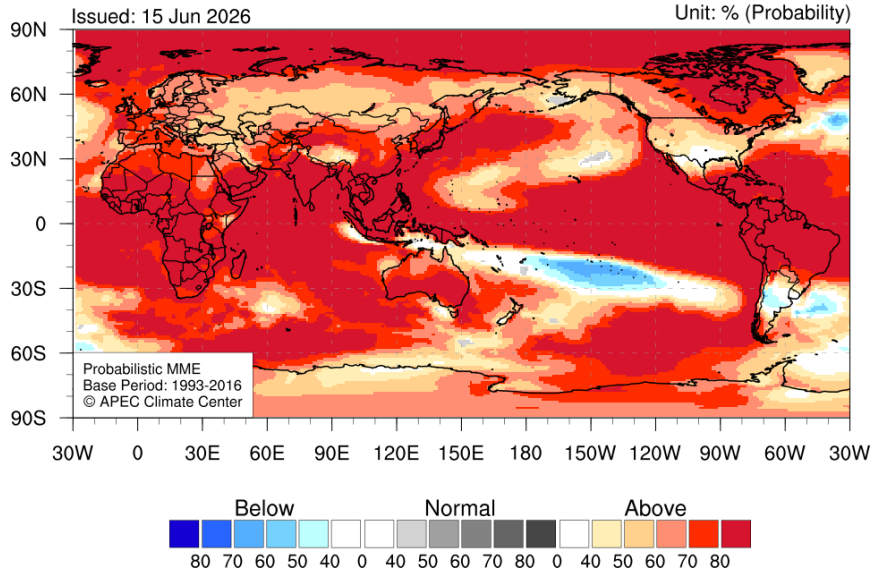 Issued: 15 Jun 2026
Unit: % (Probability)
90N
60N
30N
0
30S
60S
90S
Probabilistic MME
Base Period: 1993-2016
© APEC Climate Center
30W 0 30E 60E 90E 120E 150E 180 150W 120W 90W 60W 30W
Below Normal Above
80 70 60 50 40 0 40 50 60 70 80 0 40 50 60 70 80